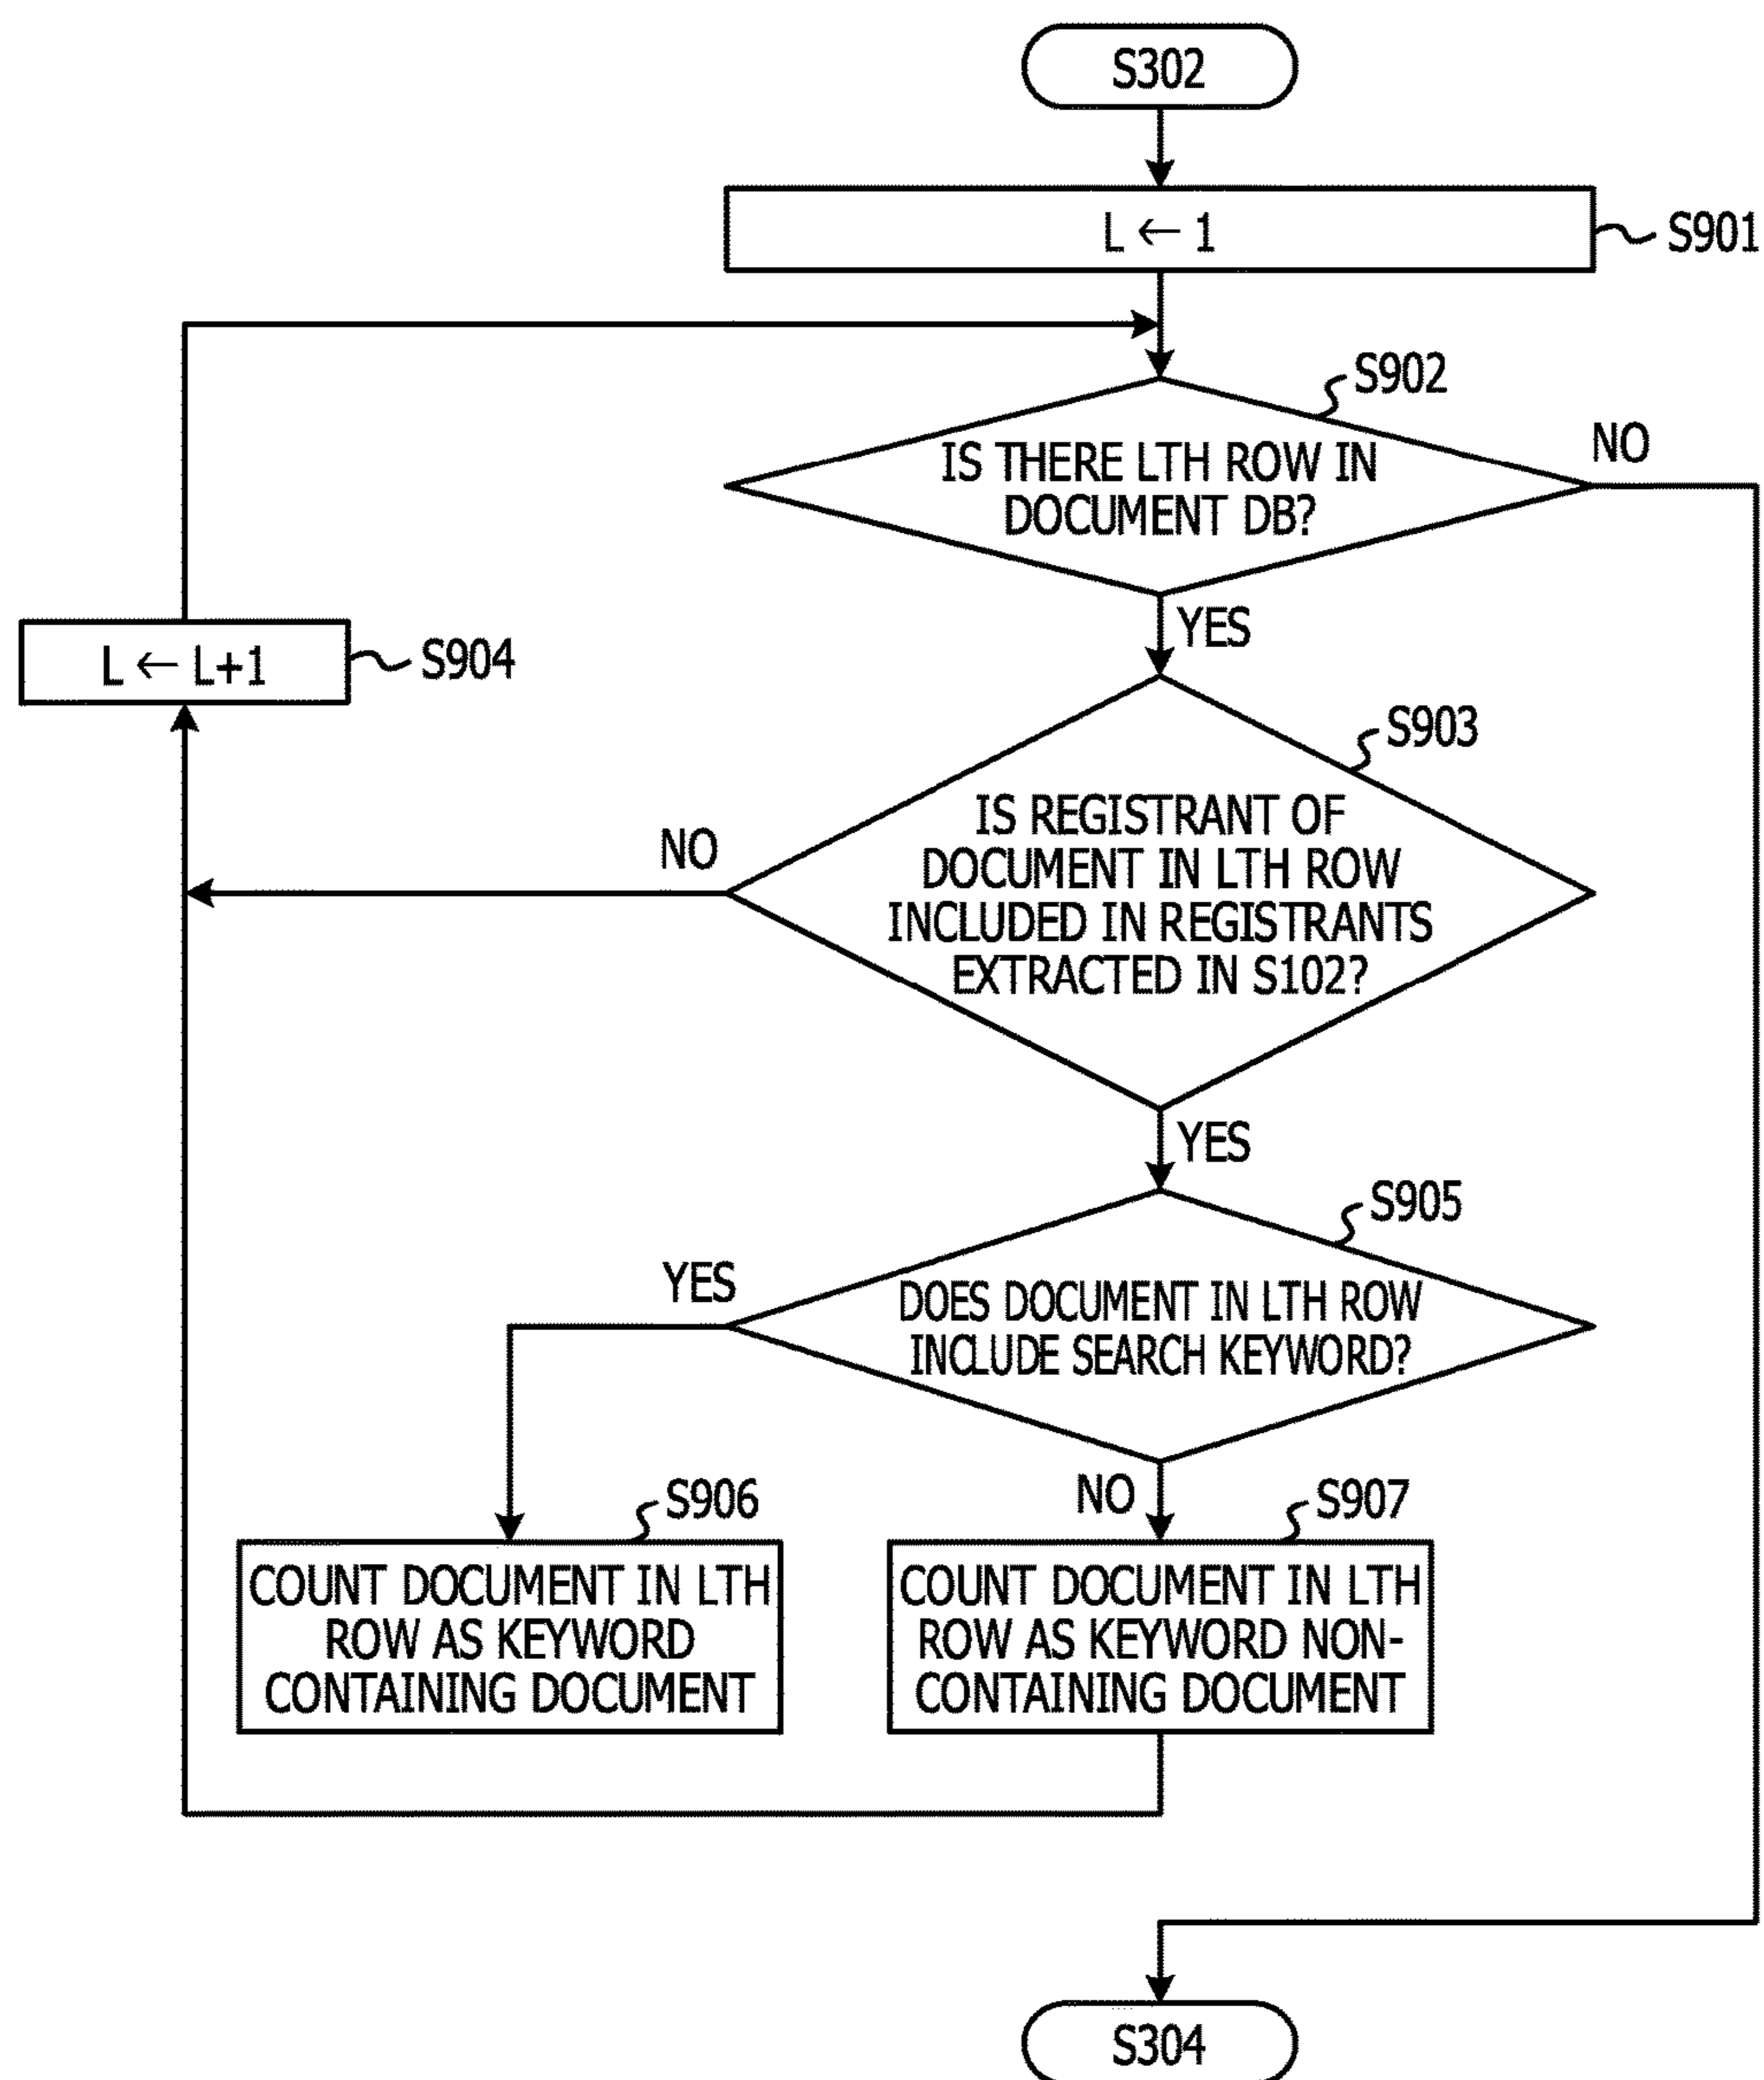 S302
L ← 1
S901
S902
IS THERE LTH ROW IN
DOCUMENT DB?
NO
YES
L ← L+1
S904
S903
IS REGISTRANT OF
DOCUMENT IN LTH ROW
INCLUDED IN REGISTRANTS
EXTRACTED IN S102?
NO
YES
S905
YES
DOES DOCUMENT IN LTH ROW
INCLUDE SEARCH KEYWORD?
NO
S906
COUNT DOCUMENT IN LTH
ROW AS KEYWORD
CONTAINING DOCUMENT
S907
COUNT DOCUMENT IN LTH
ROW AS KEYWORD NON-
CONTAINING DOCUMENT
S304